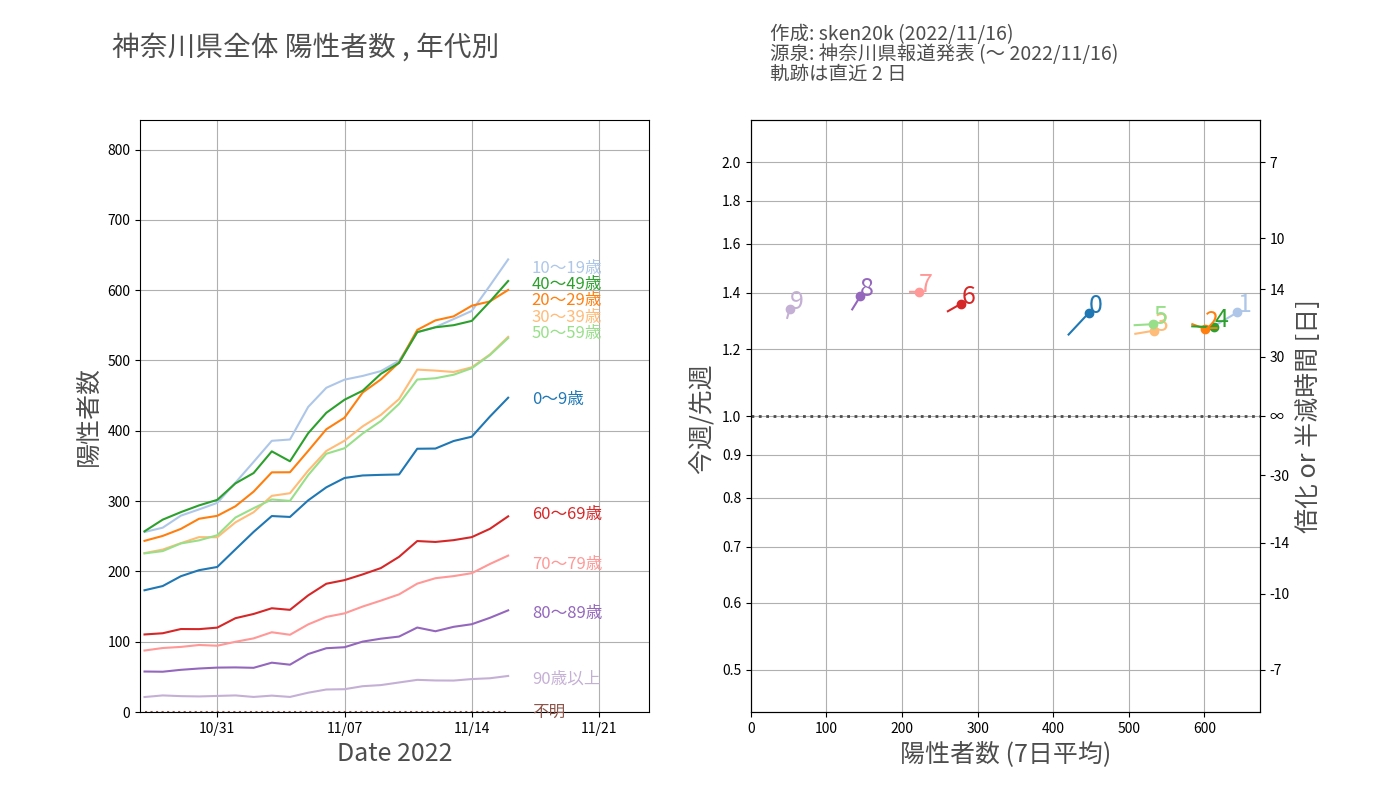 神奈川県全体 陽性者数 , 年代別
作成: sken20k (2022/11/16)
源泉: 神奈川県報道発表 (〜 2022/11/16)
軌跡は直近 2 日
陽性者数
800
700
600
500
400
300
200
100
0
10〜19歳
40〜49歳
20〜29歳
30〜39歳
50〜59歳
0〜9歳
60〜69歳
70〜79歳
80〜89歳
90歳以上
不明
10/31
11/07
11/14
11/21
Date 2022
今週/先週
2.0
1.8
1.6
1.4
1.2
1.0
0.9
0.8
0.7
0.6
0.5
9
8
7
6
0
5
3
2
4
1
7
10
14
30
∞
-30
-14
-10
-7
倍化 or 半減時間 [日]
0
100
200
300
400
500
600
陽性者数 (7日平均)